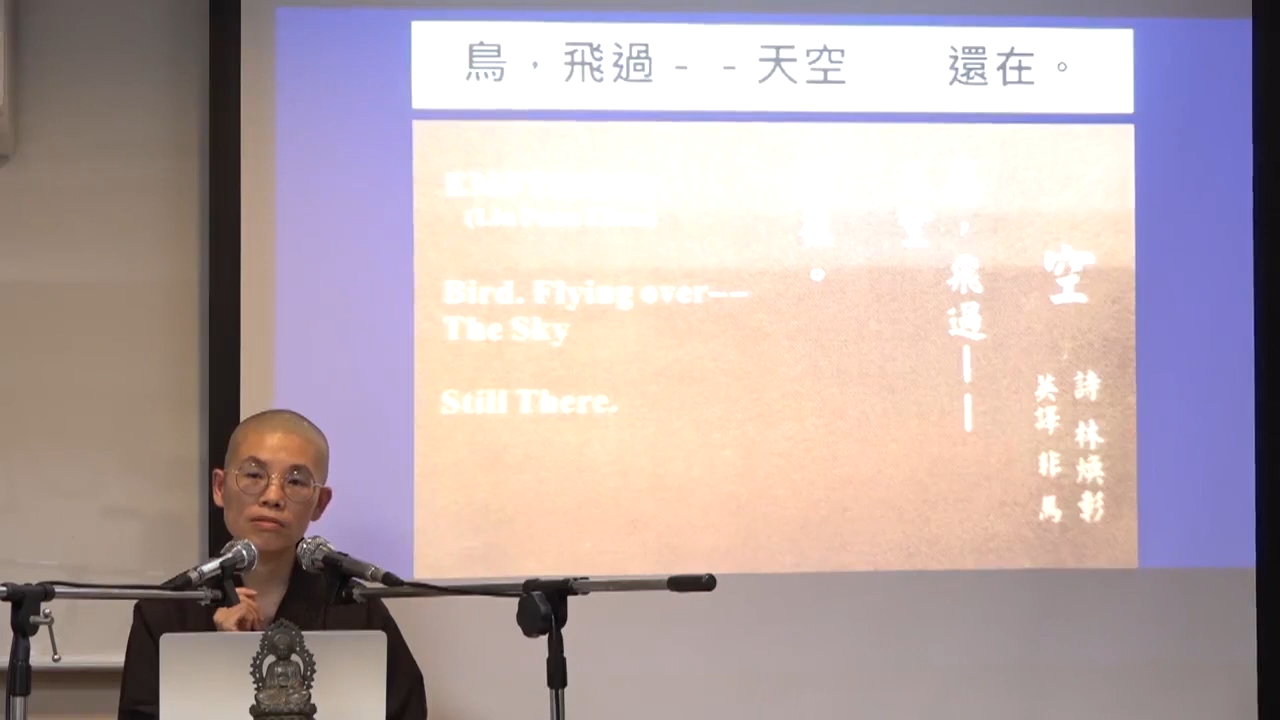 鳥，飛過--天空　還在。
Bird. Flying over——
The Sky
Still There.
空
詩 林煥彰
英譯 非馬
，飛過——
空
。